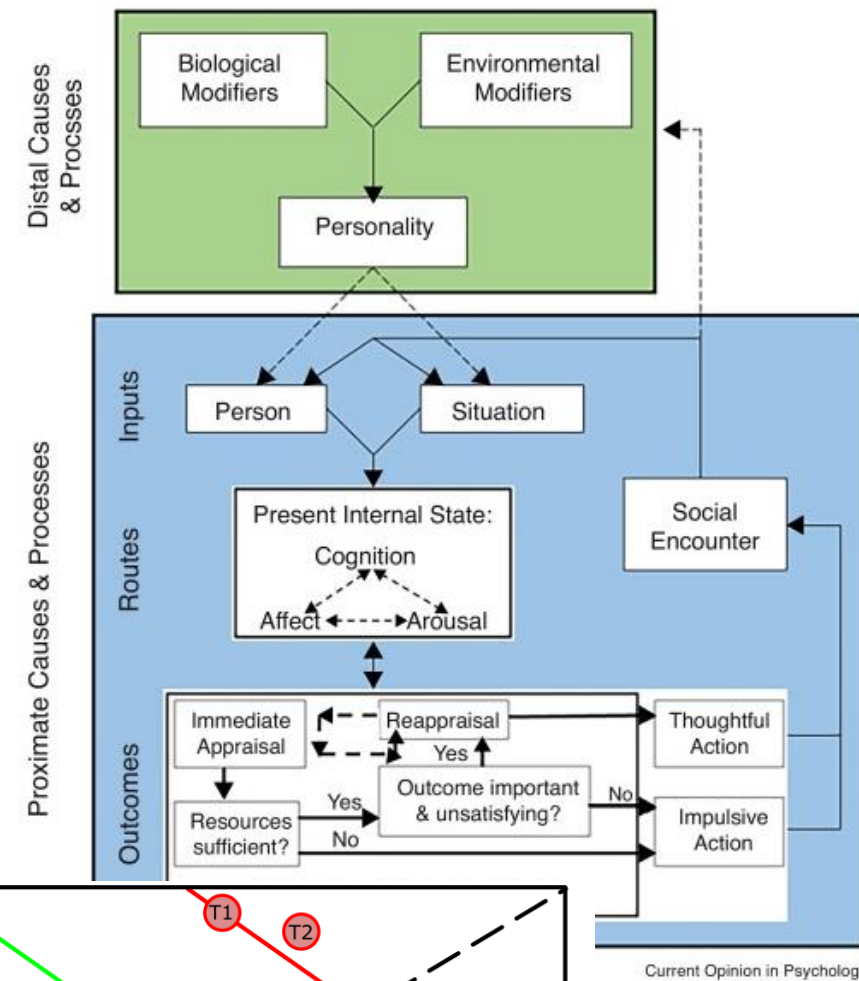 Distal Causes
& Procsses
Biological
Modifiers
Environmental
Modifiers
Personality
Proximate Causes & Processes
Inputs
Person
Situation
Routes
Present Internal State:
Cognition
Affect
Arousal
Social
Encounter
Outcomes
Immediate
Appraisal
Reappraisal
Thoughtful
Action
Yes
Outcome important
& unsatisfying?
Resources
sufficient?
Yes
No
No
Impulsive
Action
T1
T2
Current Opinion in Psycholog